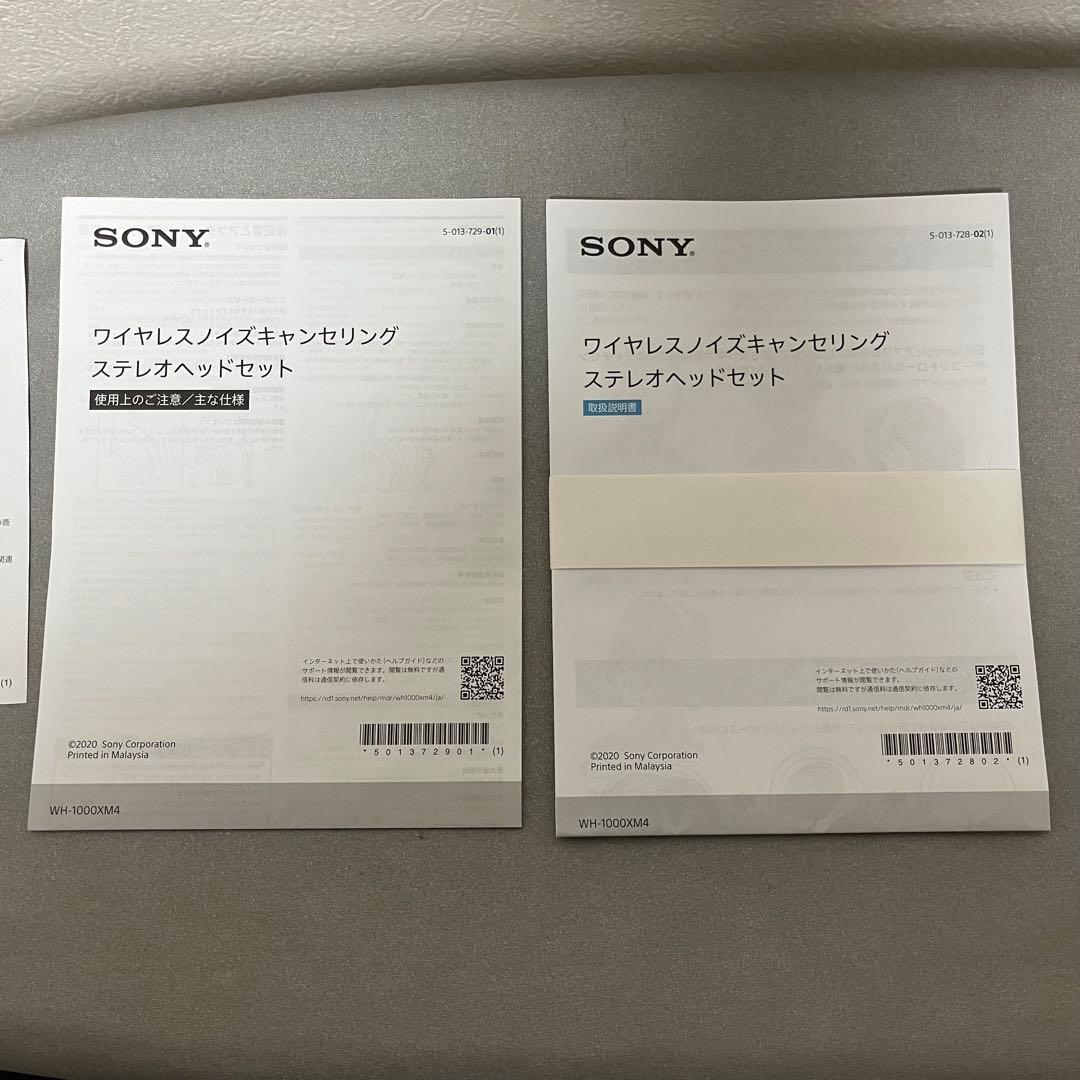 商
関連
(1)
SONY®
5-013-729-01(1)
ワイヤレスノイズキャンセリング
ステレオヘッドセット
使用上のご注意／主な仕様
インターネット上で使いかた（ヘルプガイド）などの
サポート情報が閲覧できます。閲覧は無料ですが通
信料は通信契約に依存します。
https://rd1.sony.net/help/mdr/wh1000xm4/ja/
*501372901* (1)
©2020 Sony Corporation
Printed in Malaysia
WH-1000XM4
SONY®
5-013-728-02(1)
ワイヤレスノイズキャンセリング
ステレオヘッドセット
取扱説明書
インターネット上で使いかた（ヘルプガイド）などの
サポート情報が閲覧できます。
閲覧は無料ですが通信料は通信契約に依存します。
https://rd1.sony.net/help/mdr/wh1000xm4/ja/
*501372802* (1)
©2020 Sony Corporation
Printed in Malaysia
WH-1000XM4